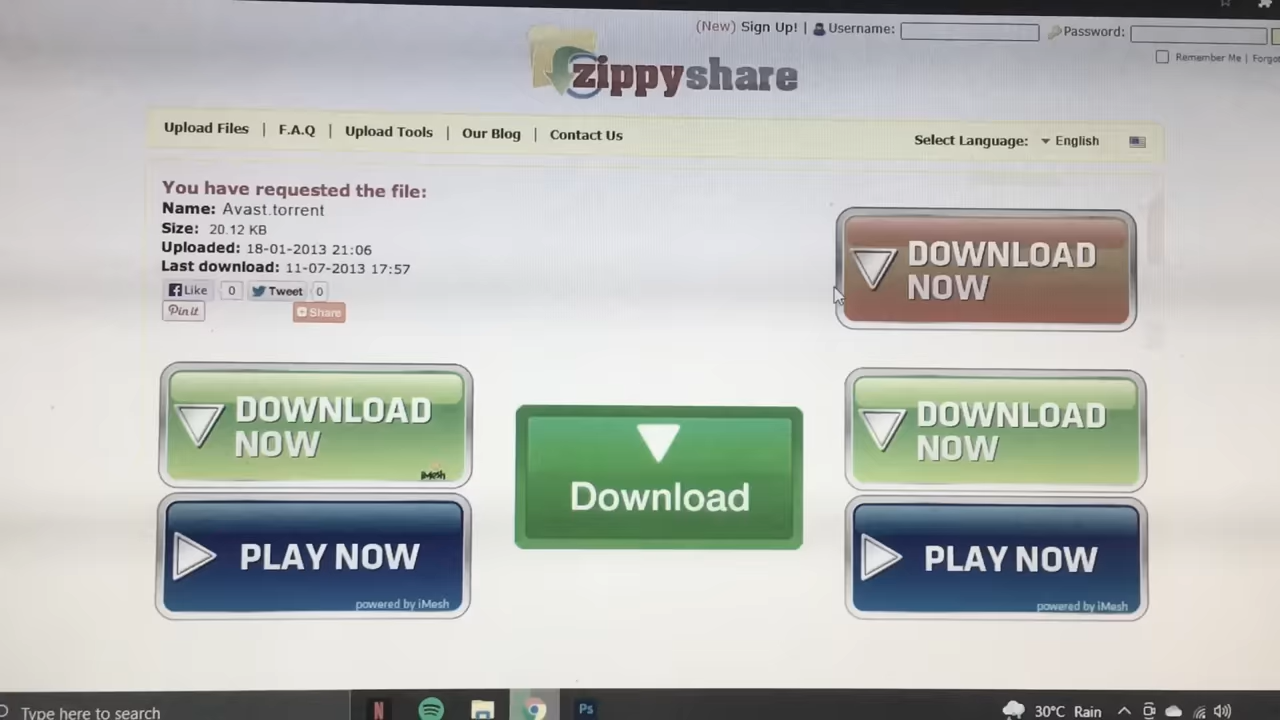 (New) Sign Up! | Username:
Password:
Remember Me | Forgo
zippyshare
Upload Files | F.A.Q | Upload Tools | Our Blog | Contact Us
Select Language: English
You have requested the file:
Name: Avast.torrent
Size: 20.12 KB
Uploaded: 18-01-2013 21:06
Last download: 11-07-2013 17:57
Like 0 Tweet 0
Pin It Share
DOWNLOAD
NOW
DOWNLOAD
NOW
iMesh
Download
DOWNLOAD
NOW
PLAY NOW
powered by iMesh
PLAY NOW
powered by iMesh
Type here to search
N
Ps
30°C Rain